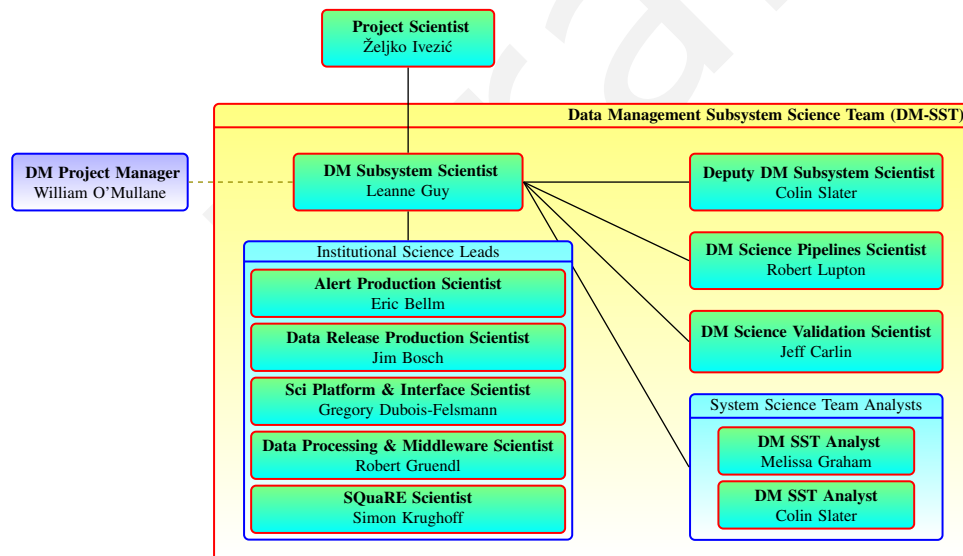 Project Scientist
Željko Ivezić
Data Management Subsystem Science Team (DM-SST)
DM Project Manager
William O’Mullane
DM Subsystem Scientist
Leanne Guy
Deputy DM Subsystem Scientist
Colin Slater
DM Science Pipelines Scientist
Robert Lupton
DM Science Validation Scientist
Jeff Carlin
Institutional Science Leads
Alert Production Scientist
Eric Bellm
Data Release Production Scientist
Jim Bosch
Sci Platform & Interface Scientist
Gregory Dubois-Felsmann
Data Processing & Middleware Scientist
Robert Gruendl
SQuaRE Scientist
Simon Krughoff
System Science Team Analysts
DM SST Analyst
Melissa Graham
DM SST Analyst
Colin Slater